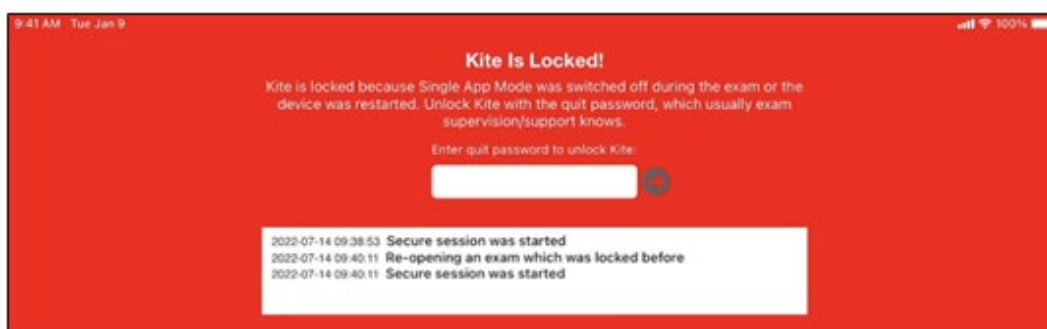 9:41 AM Tue Jan 9
100%
Kite Is Locked!
Kite is locked because Single App Mode was switched off during the exam or the
device was restarted. Unlock Kite with the quit password, which usually exam
supervision/support knows.
Enter quit password to unlock Kite:
2022-07-14 09:38:53 Secure session was started
2022-07-14 09:40:11 Re-opening an exam which was locked before
2022-07-14 09:40:11 Secure session was started